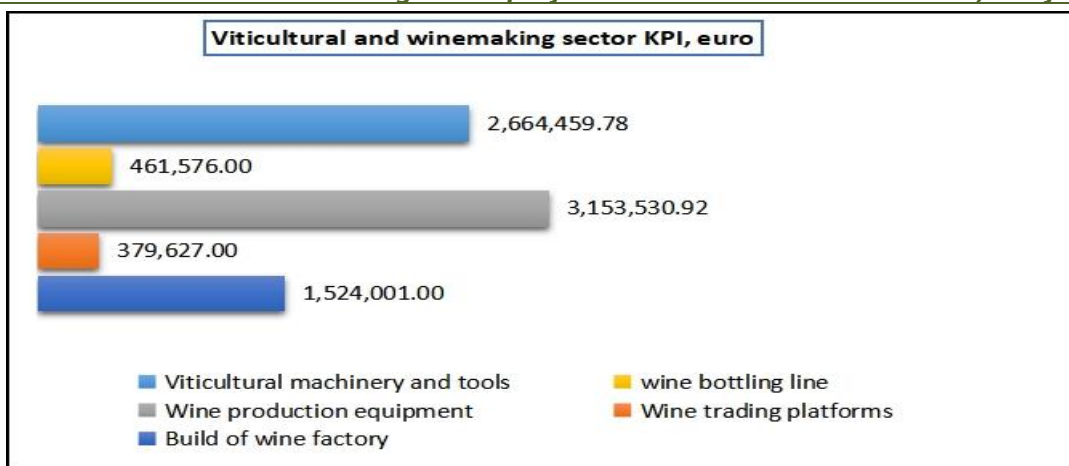 Viticultural and winemaking sector KPI, euro
2,664,459.78
461,576.00
3,153,530.92
379,627.00
1,524,001.00
Viticultural machinery and tools
wine bottling line
Wine production equipment
Wine trading platforms
Build of wine factory